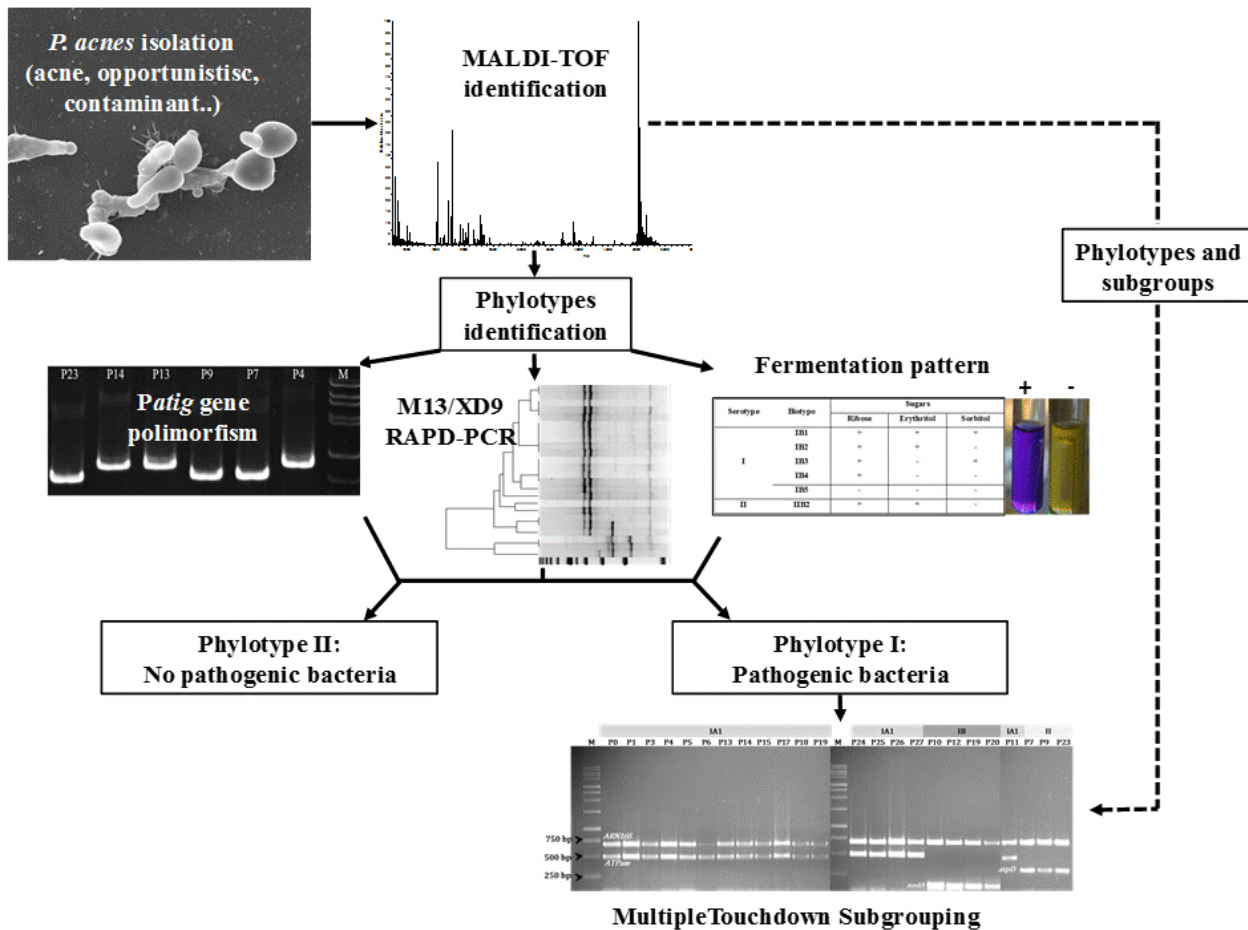 P. acnes isolation
(acne, opportunistisc,
contaminant..)
MALDI-TOF
identification
Phylotypes and
subgroups
Phylotypes
identification
P23 P14 P13 P9 P7 P4 M
Patig gene
polimorfism
M13/XD9
RAPD-PCR
Fermentation pattern
+ -
Serotype Biotypo Sugars
Ribose Erythritol Sorbitol
I IB1 + + +
IB2 + + -
IB3 + - +
IB4 + - -
IB5 - - -
II IIB2 + + -
Phylotype II:
No pathogenic bacteria
Phylotype I:
Pathogenic bacteria
IA1 IA1 IB IA1 II
M P0 P1 P3 P4 P5 P6 P13 P14 P15 P17 P18 P19 M P24 P25 P26 P27 P10 P12 P19 P20 P11 P7 P9 P23
750 bp ARN16S
500 bp ATPase
250 bp sodA atpD
MultipleTouchdown Subgrouping